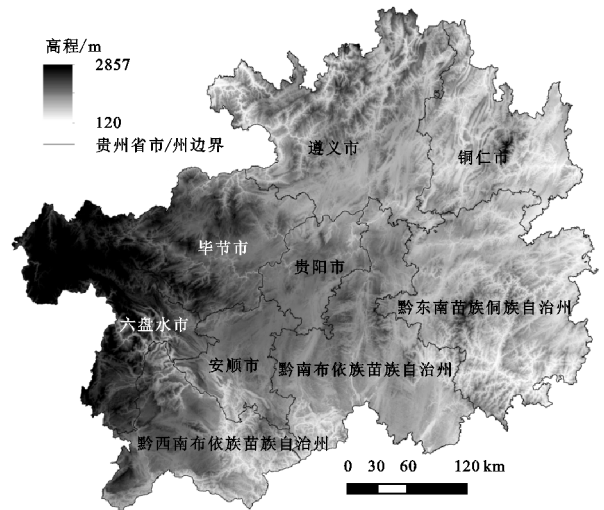 高程/m
2857
120
贵州省市/州边界
遵义市
铜仁市
毕节市
贵阳市
六盘水市
黔东南苗族侗族自治州
安顺市
黔南布依族苗族自治州
黔西南布依族苗族自治州
0 30 60 120 km